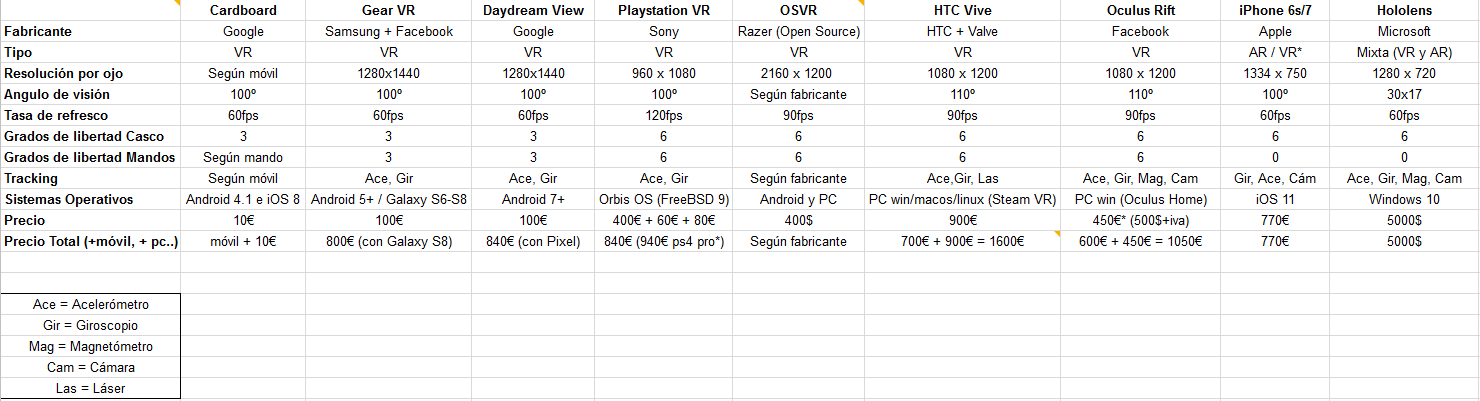 Cardboard Gear VR Daydream View Playstation VR OSVR HTC Vive Oculus Rift iPhone 6s/7 Hololens
Fabricante Google Samsung + Facebook Google Sony Razer (Open Source) HTC + Valve Facebook Apple Microsoft
Tipo VR VR VR VR VR VR VR AR / VR* Mixta (VR y AR)
Resolución por ojo Según móvil 1280x1440 1280x1440 960 x 1080 2160 x 1200 1080 x 1200 1080 x 1200 1334 x 750 1280 x 720
Angulo de visión 100º 100º 100º 100º Según fabricante 110º 110º 100º 30x17
Tasa de refresco 60fps 60fps 60fps 120fps 90fps 90fps 90fps 60fps 60fps
Grados de libertad Casco 3 3 3 6 6 6 6 6 6
Grados de libertad Mandos Según mando 3 3 6 6 6 6 0 0
Tracking Según móvil Ace, Gir Ace, Gir Ace, Gir Según fabricante Ace,Gir, Las Ace, Gir, Mag, Cam Gir, Ace, Cám Ace, Gir, Mag, Cam
Sistemas Operativos Android 4.1 e iOS 8 Android 5+ / Galaxy S6-S8 Android 7+ Orbis OS (FreeBSD 9) Android y PC PC win/macos/linux (Steam VR) PC win (Oculus Home) iOS 11 Windows 10
Precio 10€ 100€ 100€ 400€ + 60€ + 80€ 400$ 900€ 450€* (500$+iva) 770€ 5000$
Precio Total (+móvil, + pc..) móvil + 10€ 800€ (con Galaxy S8) 840€ (con Pixel) 840€ (940€ ps4 pro*) Según fabricante 700€ + 900€ = 1600€ 600€ + 450€ = 1050€ 770€ 5000$
Ace = Acelerómetro
Gir = Giroscopio
Mag = Magnetómetro
Cam = Cámara
Las = Láser